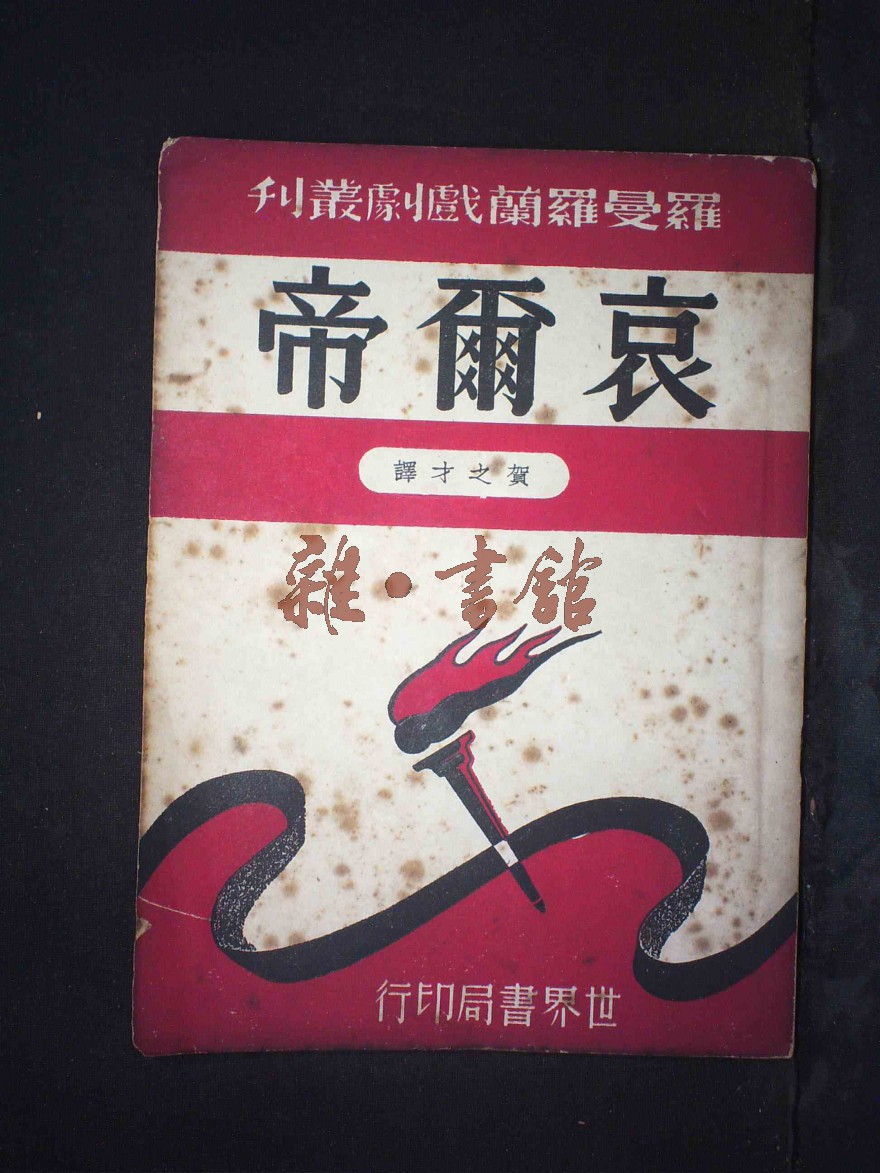 羅曼羅蘭戲劇叢刊
哀爾帝
賀之才譯
雜·書館
世界書局印行